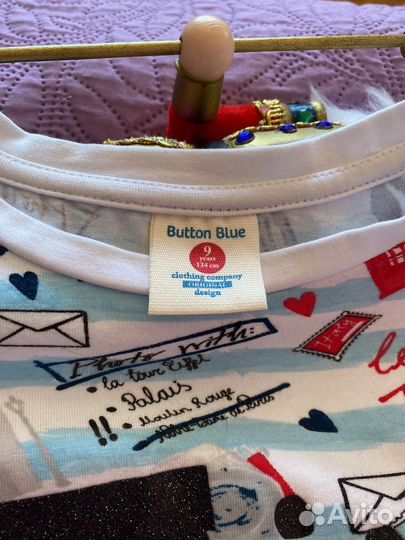 Button Blue
9
years
134 cm
clothing company
ORIGINAL
design
Photo with:
• la tour Eiffel
• Palais
• Moulin Rouge
!!
Avito